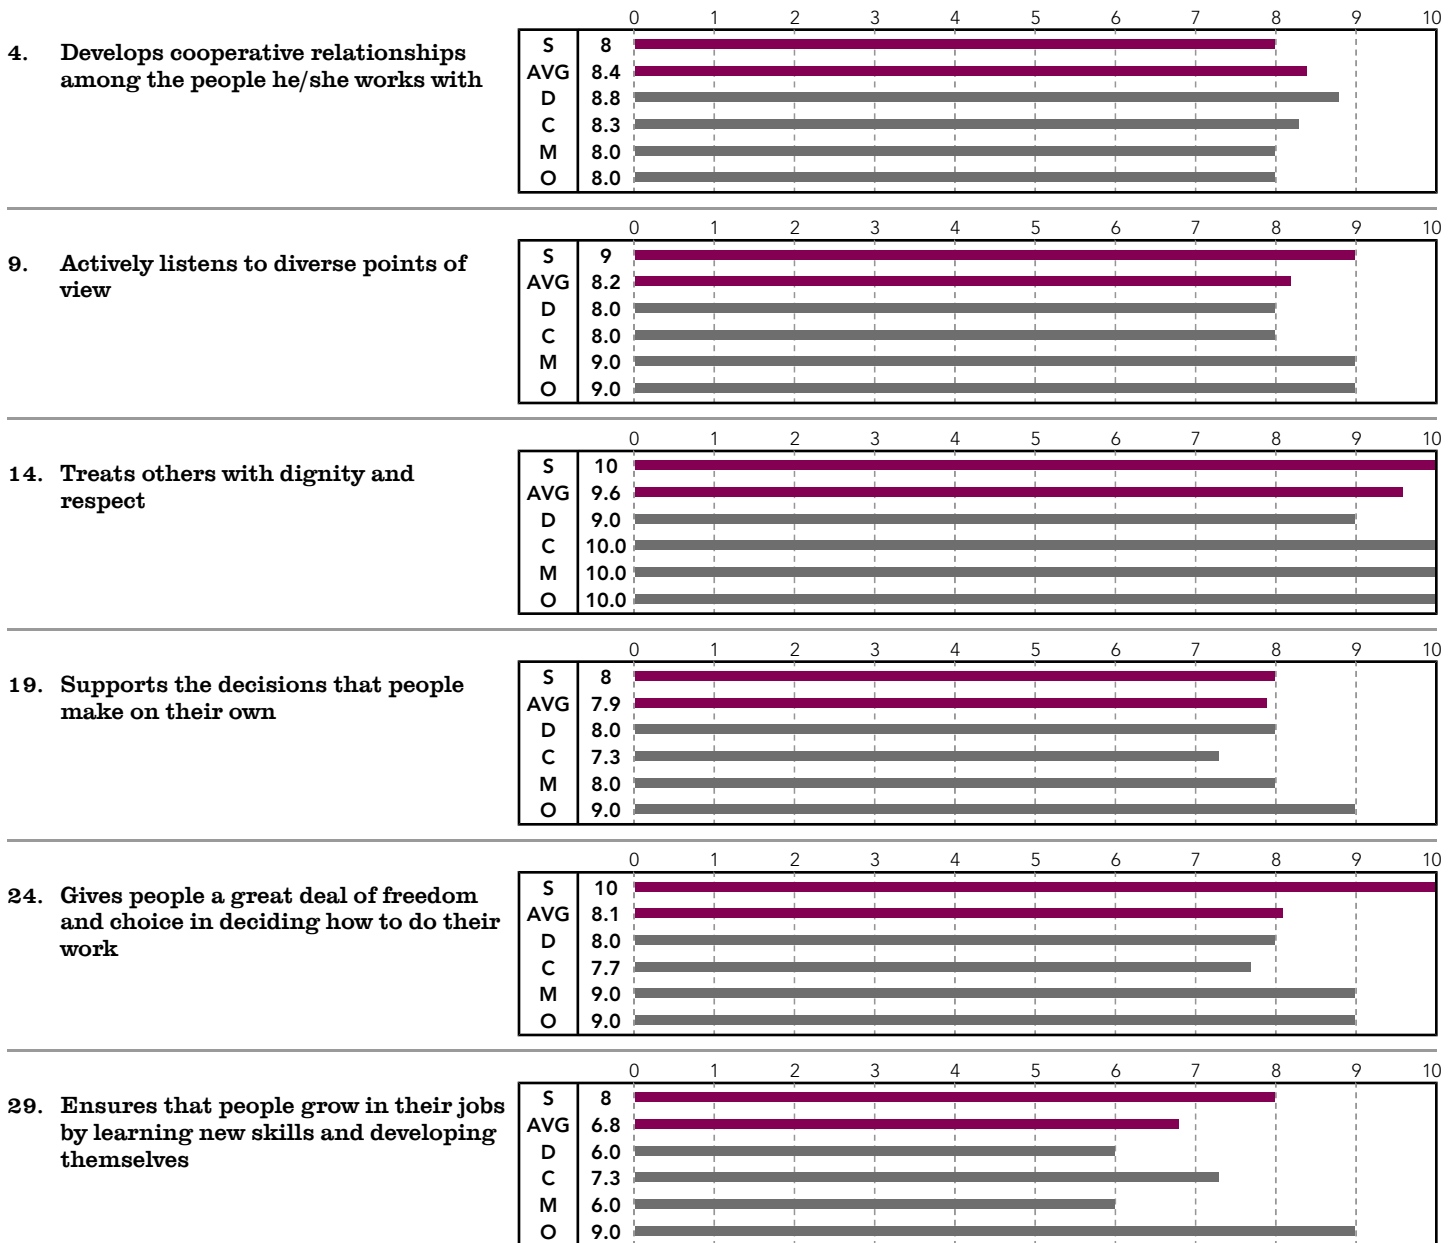 0 1 2 3 4 5 6 7 8 9 10
4. Develops cooperative relationships
among the people he/she works with
S 8
AVG 8.4
D 8.8
C 8.3
M 8.0
O 8.0
0 1 2 3 4 5 6 7 8 9 10
9. Actively listens to diverse points of
view
S 9
AVG 8.2
D 8.0
C 8.0
M 9.0
O 9.0
0 1 2 3 4 5 6 7 8 9 10
14. Treats others with dignity and
respect
S 10
AVG 9.6
D 9.0
C 10.0
M 10.0
O 10.0
0 1 2 3 4 5 6 7 8 9 10
19. Supports the decisions that people
make on their own
S 8
AVG 7.9
D 8.0
C 7.3
M 8.0
O 9.0
0 1 2 3 4 5 6 7 8 9 10
24. Gives people a great deal of freedom
and choice in deciding how to do their
work
S 10
AVG 8.1
D 8.0
C 7.7
M 9.0
O 9.0
0 1 2 3 4 5 6 7 8 9 10
29. Ensures that people grow in their jobs
by learning new skills and developing
themselves
S 8
AVG 6.8
D 6.0
C 7.3
M 6.0
O 9.0